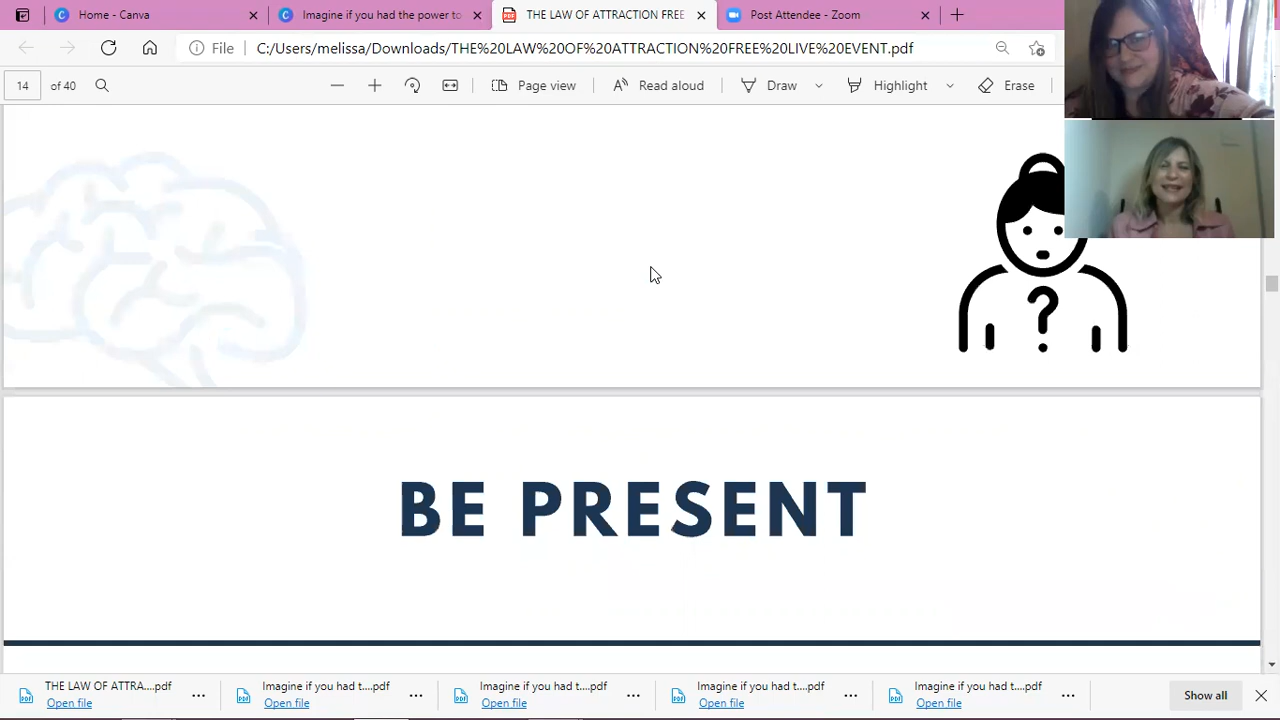 Home - Canva
Imagine if you had the power to
THE LAW OF ATTRACTION FREE
Post Attendee - Zoom
File
C:/Users/melissa/Downloads/THE%20LAW%20OF%20ATTRACTION%20FREE%20LIVE%20EVENT.pdf
14 of 40
Page view
Read aloud
Draw
Highlight
Erase
?
BE PRESENT
THE LAW OF ATTRA....pdf
Open file
Imagine if you had t....pdf
Open file
Imagine if you had t....pdf
Open file
Imagine if you had t....pdf
Open file
Imagine if you had t....pdf
Open file
Show all